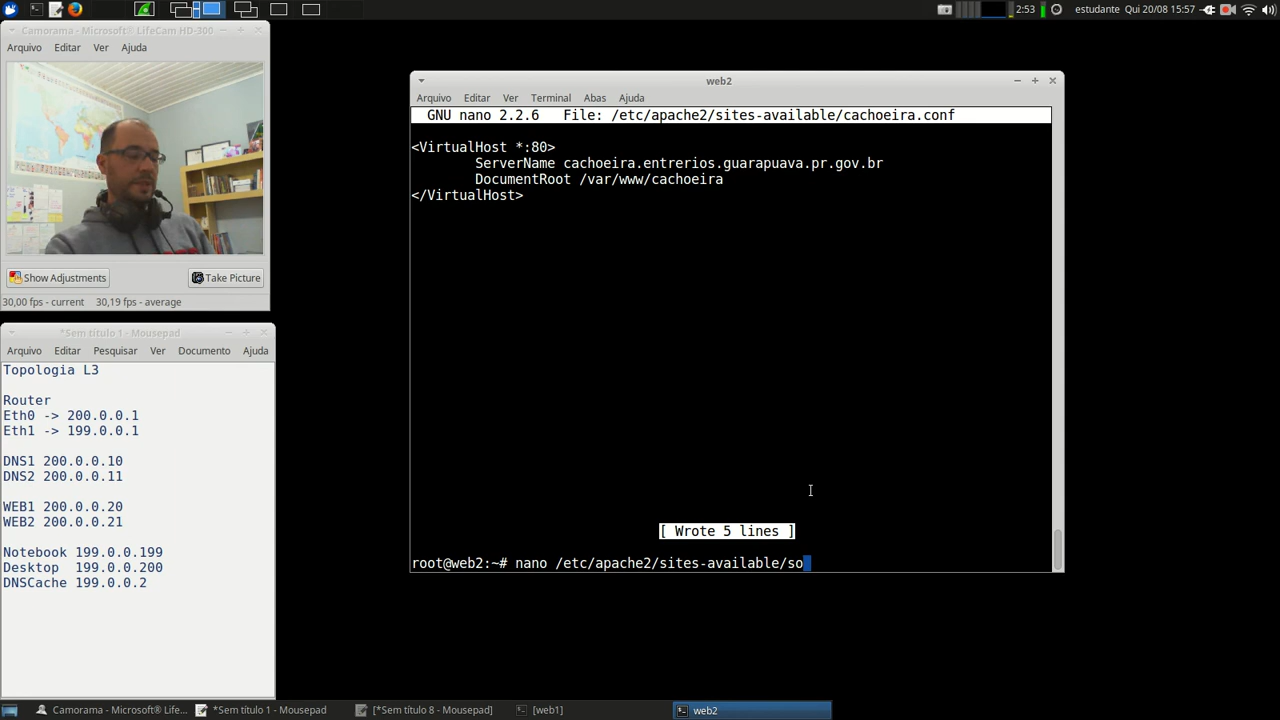 2:53
estudante Qui 20/08 15:57
Camorama - Microsoft® LifeCam HD-300
Arquivo Editar Ver Ajuda
Show Adjustments
Take Picture
30,00 fps - current 30,19 fps - average
*Sem título 1 - Mousepad
Arquivo Editar Pesquisar Ver Documento Ajuda
Topologia L3
Router
Eth0 -> 200.0.0.1
Eth1 -> 199.0.0.1
DNS1 200.0.0.10
DNS2 200.0.0.11
WEB1 200.0.0.20
WEB2 200.0.0.21
Notebook 199.0.0.199
Desktop 199.0.0.200
DNSCache 199.0.0.2
web2
Arquivo Editar Ver Terminal Abas Ajuda
GNU nano 2.2.6 File: /etc/apache2/sites-available/cachoeira.conf
<VirtualHost *:80>
ServerName cachoeira.entrerios.guarapuava.pr.gov.br
DocumentRoot /var/www/cachoeira
</VirtualHost>
[ Wrote 5 lines ]
root@web2:~# nano /etc/apache2/sites-available/so
Camorama - Microsoft® Life...
*Sem título 1 - Mousepad
[*Sem título 8 - Mousepad]
[web1]
web2